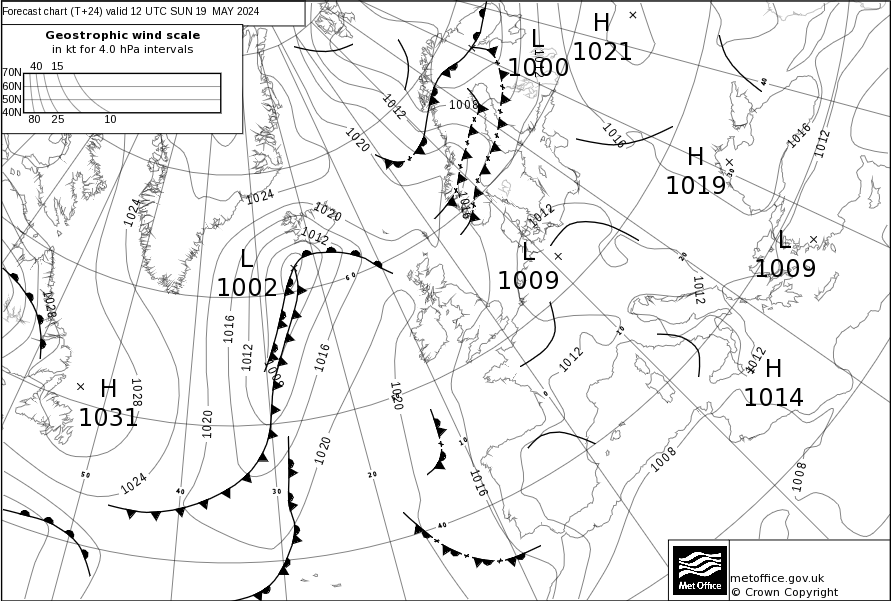 Forecast chart (T+24) valid 12 UTC SUN 19 MAY 2024
Geostrophic wind scale
in kt for 4.0 hPa intervals
40 15
70N
60N
50N
40N
80 25 10
H
1021
L
1000
1012
1012
1008
40
1020
1016
1016
1012
H
1019
30
1024
1024
1020
1016
1012
1012
L
1002
L
1009
L
1009
20
60
1028
1012
1016
1012
1016
10
1012
1012
1008
H
1031
H
1014
1028
1020
0
1020
1020
10
1008
50
1024
40
30
20
1016
1008
40
Met Office
metoffice.gov.uk
© Crown Copyright